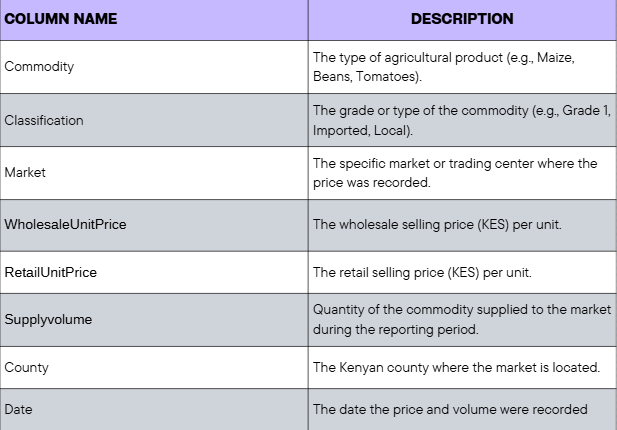 COLUMN NAME DESCRIPTION
Commodity
The type of agricultural product (e.g., Maize,
Beans, Tomatoes).
Classification
The grade or type of the commodity (e.g., Grade 1,
Imported, Local).
Market
The specific market or trading center where the
price was recorded.
WholesaleUnitPrice The wholesale selling price (KES) per unit.
RetailUnitPrice The retail selling price (KES) per unit.
Supplyvolume
Quantity of the commodity supplied to the market
during the reporting period.
County The Kenyan county where the market is located.
Date The date the price and volume were recorded